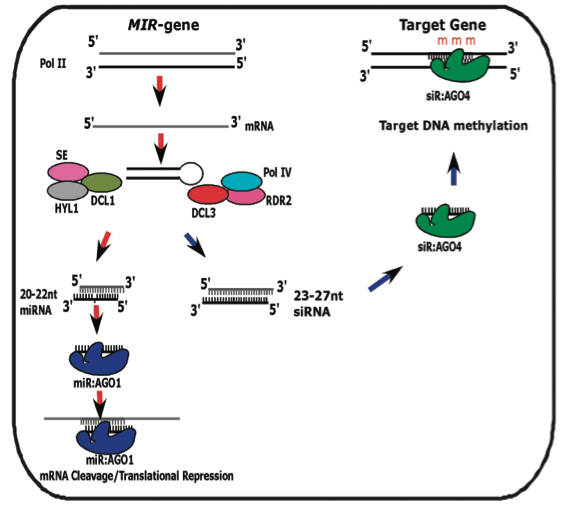 MIR-gene
Target Gene
5' 3'
Pol II
3' 5'
m m m
5' 3'
3' 5'
siR:AGO4
5' 3' mRNA
Target DNA methylation
SE
HYL1
DCL1
Pol IV
DCL3
RDR2
siR:AGO4
20-22nt
miRNA
5' 3'
3' 5'
5' 3'
3' 5'
23-27nt
siRNA
miR:AGO1
miR:AGO1
mRNA Cleavage/Translational Repression